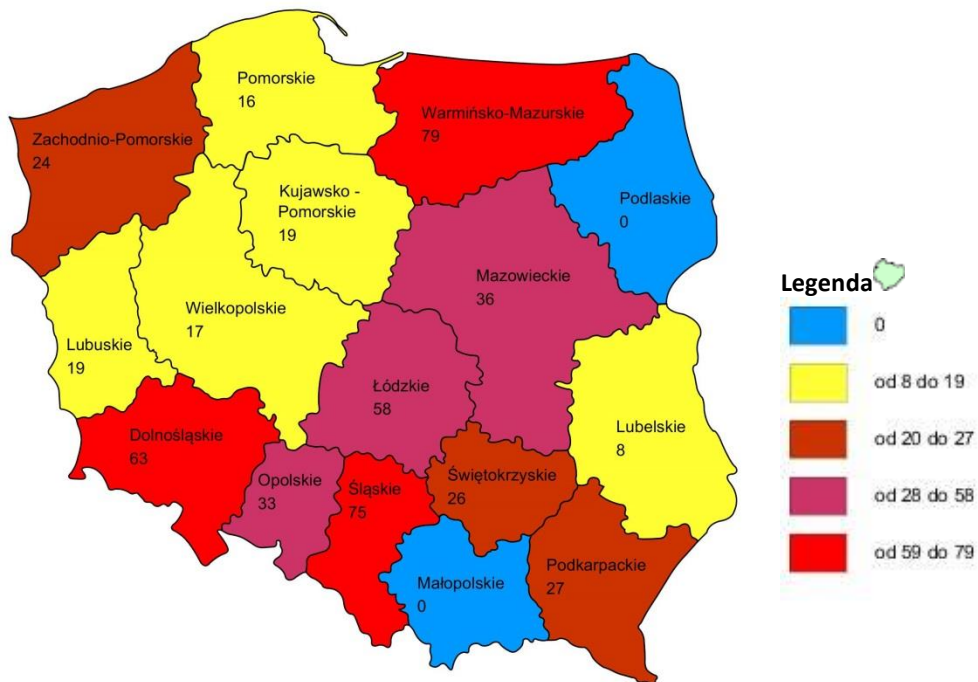 Pomorskie
16
Warmińsko-Mazurskie
79
Zachodnio-Pomorskie
24
Podlaskie
0
Kujawsko -
Pomorskie
19
Mazowieckie
36
Wielkopolskie
17
Lubuskie
19
Łódzkie
58
Lubelskie
8
Dolnośląskie
63
Opolskie
33
Śląskie
75
Świętokrzyskie
26
Małopolskie
0
Podkarpackie
27
Legenda
0
od 8 do 19
od 20 do 27
od 28 do 58
od 59 do 79